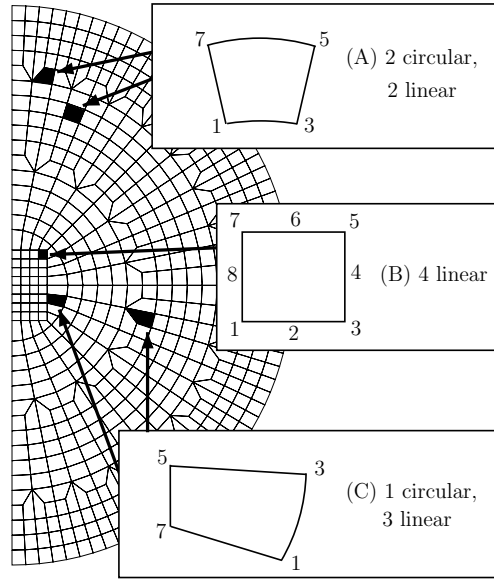 7 5
(A) 2 circular,
2 linear
1 3
7 6 5
8 4 (B) 4 linear
1 2 3
5 3
(C) 1 circular,
3 linear
7 1